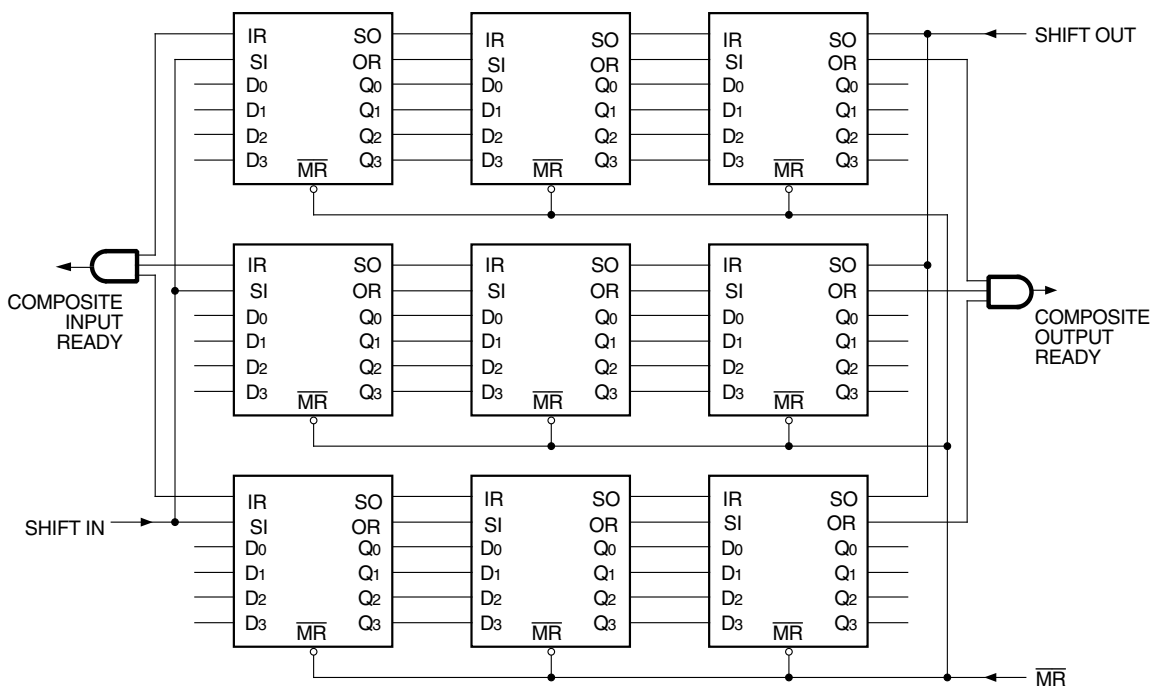 IR SO IR SO IR SO SHIFT OUT
SI OR SI OR SI OR
D0 Q0 D0 Q0 D0 Q0
D1 Q1 D1 Q1 D1 Q1
D2 Q2 D2 Q2 D2 Q2
D3 Q3 D3 Q3 D3 Q3
MR MR MR
IR SO IR SO IR SO
SI OR SI OR SI OR
COMPOSITE
INPUT
READY
COMPOSITE
OUTPUT
READY
D0 Q0 D0 Q0 D0 Q0
D1 Q1 D1 Q1 D1 Q1
D2 Q2 D2 Q2 D2 Q2
D3 Q3 D3 Q3 D3 Q3
MR MR MR
IR SO IR SO IR SO
SHIFT IN SI OR SI OR SI OR
D0 Q0 D0 Q0 D0 Q0
D1 Q1 D1 Q1 D1 Q1
D2 Q2 D2 Q2 D2 Q2
D3 Q3 D3 Q3 D3 Q3
MR MR MR
MR